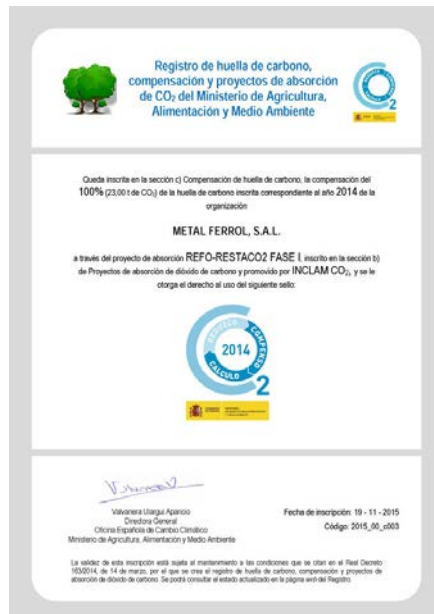 Registro de huella de carbono,
compensación y proyectos de absorción
de CO₂ del Ministerio de Agricultura,
Alimentación y Medio Ambiente
Queda inscrita en la sección c) Compensación de huella de carbono, la compensación del
100% (23,00 t de CO₂) de la huella de carbono inscrita correspondiente al año 2014 de la
organización
METAL FERROL, S.A.L.
a través del proyecto de absorción REFO-RESTACO2 FASE I, inscrito en la sección b)
de Proyectos de absorción de dióxido de carbono y promovido por INCLAM CO₂, y se le
otorga el derecho al uso del siguiente sello:
REDUZCO COMPENSO
CALCULO
2014
2
Valvanera Ulargui Aparicio
Directora General
Oficina Española de Cambio Climático
Ministerio de Agricultura, Alimentación y Medio Ambiente
Fecha de inscripción: 19 - 11 - 2015
Código: 2015_00_c003
La validez de esta inscripción está sujeta al mantenimiento a las condiciones que se citan en el Real Decreto
163/2014, de 14 de marzo, por el que se crea el registro de huella de carbono, compensación y proyectos de
absorción de dióxido de carbono. Se podrá consultar el estado actualizado en la página web del Registro.